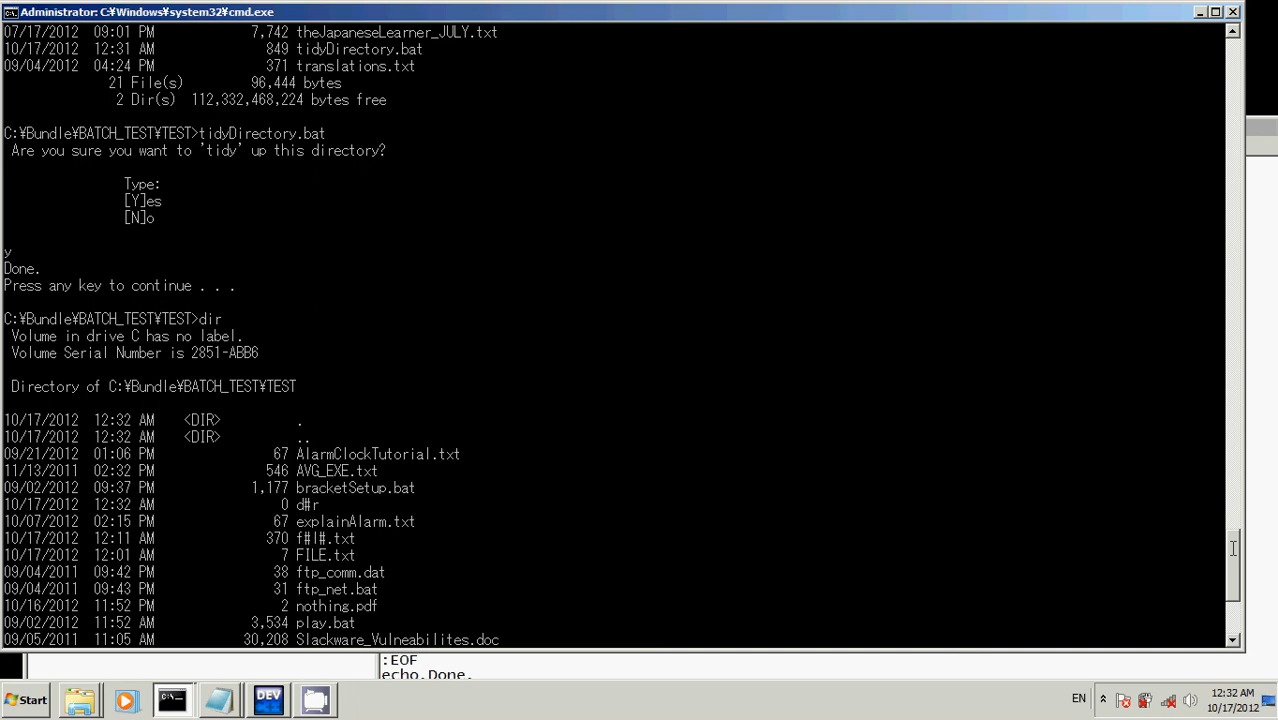 Administrator: C:¥Windows¥system32¥cmd.exe
07/17/2012 09:01 PM 7,742 theJapaneseLearner_JULY.txt
10/17/2012 12:31 AM 849 tidyDirectory.bat
09/04/2012 04:24 PM 371 translations.txt
21 File(s) 96,444 bytes
2 Dir(s) 112,332,468,224 bytes free
C:¥Bundle¥BATCH_TEST¥TEST>tidyDirectory.bat
Are you sure you want to 'tidy' up this directory?
Type:
[Y]es
[N]o
y
Done.
Press any key to continue . . .
C:¥Bundle¥BATCH_TEST¥TEST>dir
Volume in drive C has no label.
Volume Serial Number is 2851-ABB6
Directory of C:¥Bundle¥BATCH_TEST¥TEST
10/17/2012 12:32 AM <DIR> .
10/17/2012 12:32 AM <DIR> ..
09/21/2012 01:06 PM 67 AlarmClockTutorial.txt
11/13/2011 02:32 PM 546 AVG_EXE.txt
09/02/2012 09:37 PM 1,177 bracketSetup.bat
10/17/2012 12:32 AM 0 d#r
10/07/2012 02:15 PM 67 explainAlarm.txt
10/17/2012 12:11 AM 370 f#l#.txt
10/17/2012 12:01 AM 7 FILE.txt
09/04/2011 09:42 PM 38 ftp_comm.dat
09/04/2011 09:43 PM 31 ftp_net.bat
10/16/2012 11:52 PM 2 nothing.pdf
09/02/2012 11:52 AM 3,534 play.bat
09/05/2011 11:05 AM 30,208 Slackware_Vulneabilites.doc
:EOF
echo.Done.
Start
DEV
EN
12:32 AM
10/17/2012